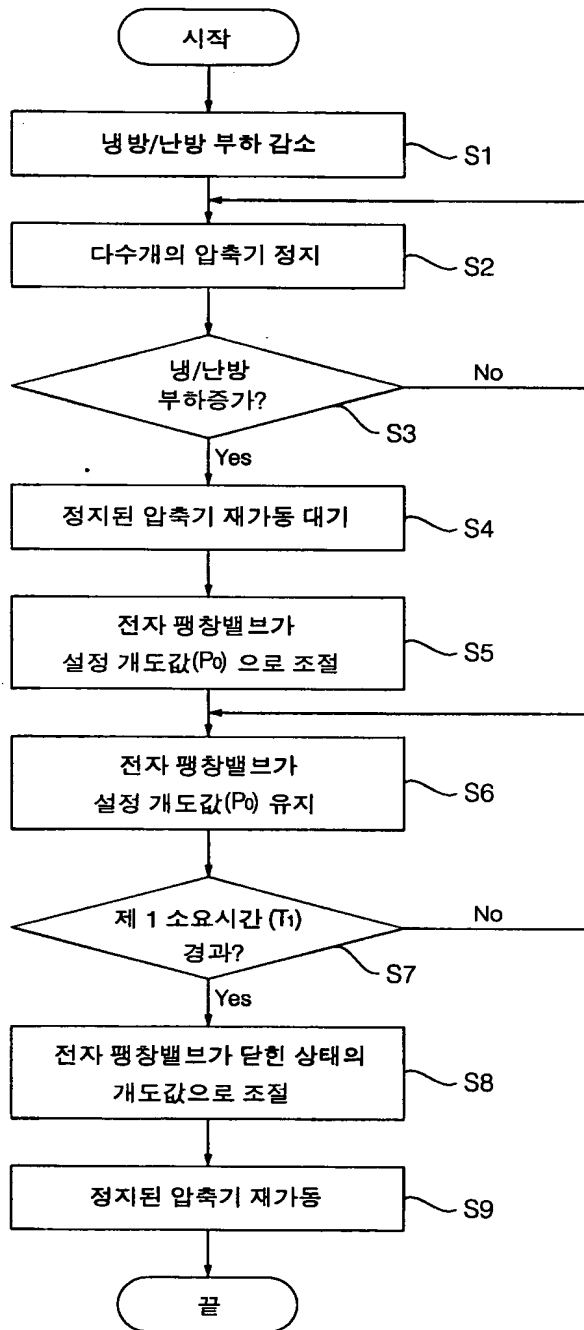 시작
냉방/난방 부하 감소
S1
다수개의 압축기 정지
S2
냉/난방
부하증가?
No
S3
Yes
정지된 압축기 재가동 대기
S4
전자 팽창밸브가
설정 개도값(P0) 으로 조절
S5
전자 팽창밸브가
설정 개도값(P0) 유지
S6
제 1 소요시간 (T1)
경과?
No
S7
Yes
전자 팽창밸브가 닫힌 상태의
개도값으로 조절
S8
정지된 압축기 재가동
S9
끝